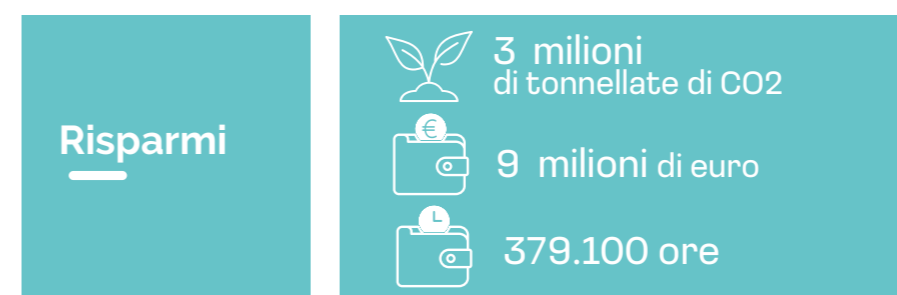 Risparmi
3 milioni
di tonnellate di CO2
€
9 milioni di euro
379.100 ore